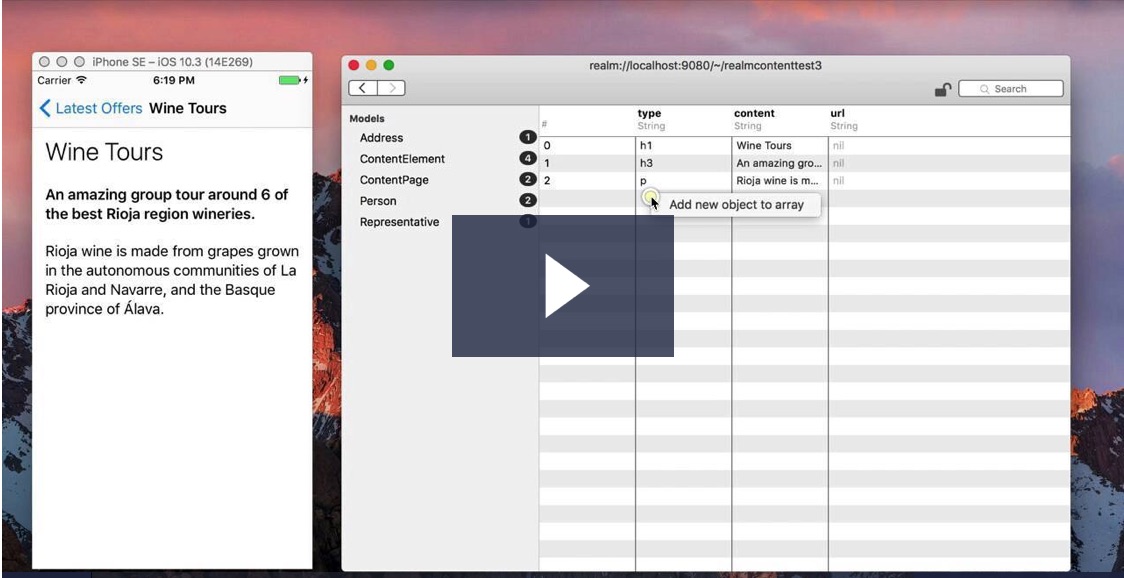 iPhone SE – iOS 10.3 (14E269)
Carrier 6:19 PM
Latest Offers Wine Tours
Wine Tours
An amazing group tour around 6 of
the best Rioja region wineries.
Rioja wine is made from grapes grown
in the autonomous communities of La
Rioja and Navarre, and the Basque
province of Álava.
realm://localhost:9080/~/realmcontenttest3
Search
Models
Address 1
ContentElement 4
ContentPage 2
Person 2
Representative 1
# type content url
String String String
0 h1 Wine Tours nil
1 h3 An amazing gro... nil
2 p Rioja wine is m... nil
Add new object to array